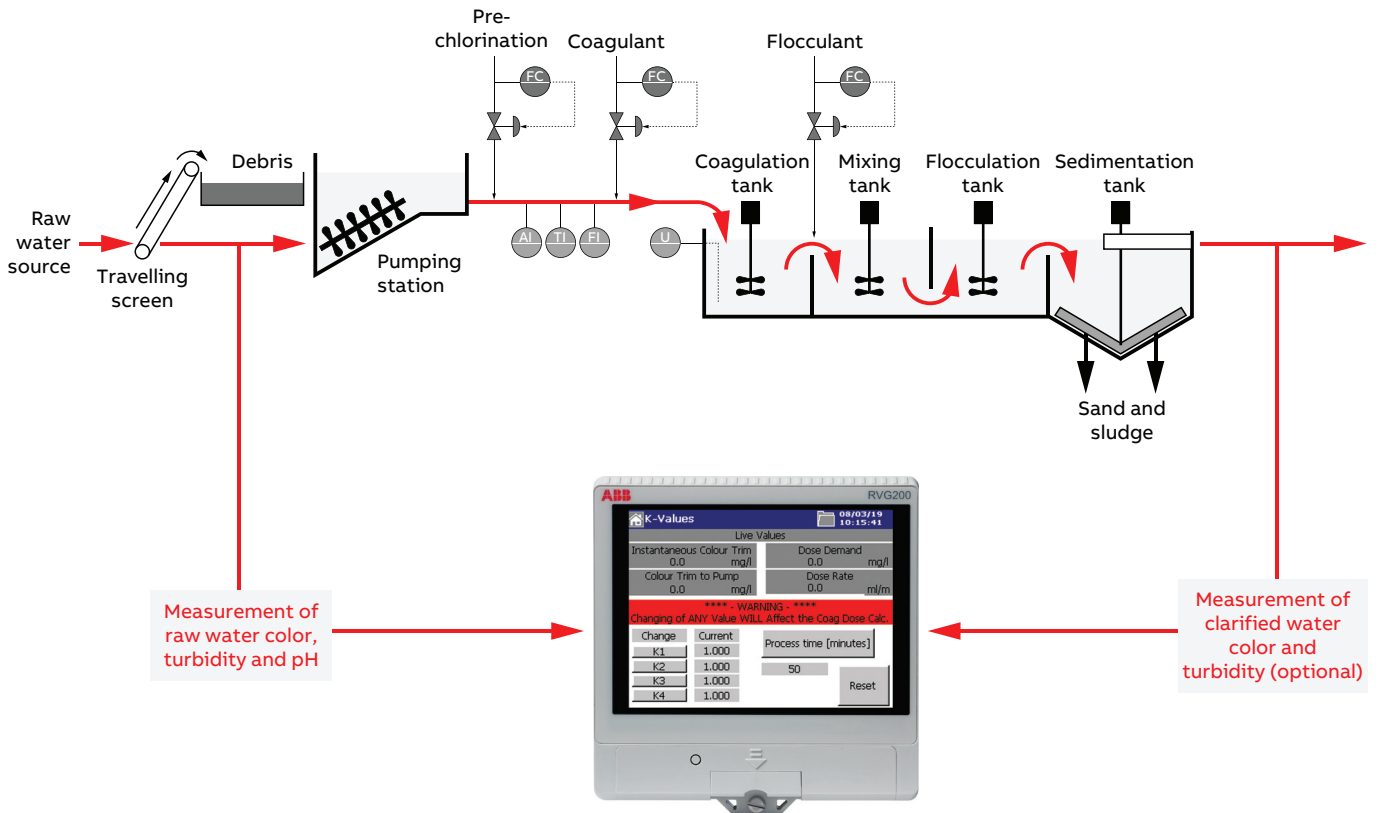 Pre-
chlorination
Coagulant
Flocculant
FC
FC
FC
Debris
Coagulation
tank
Mixing
tank
Flocculation
tank
Sedimentation
tank
Raw
water
source
Travelling
screen
Pumping
station
AI
TI
FI
U
Sand and
sludge
ABB
RVG200
K-Values
08/03/19
10:15:41
Live Values
Instantaneous Colour Trim
0.0 mg/l
Dose Demand
0.0 mg/l
Colour Trim to Pump
0.0 mg/l
Dose Rate
0.0 ml/m
**** - WARNING - ****
Changing of ANY Value WILL Affect the Coag Dose Calc.
Change Current
K1 1.000
K2 1.000
K3 1.000
K4 1.000
Process time [minutes]
50
Reset
Measurement of
raw water color,
turbidity and pH
Measurement of
clarified water
color and
turbidity (optional)